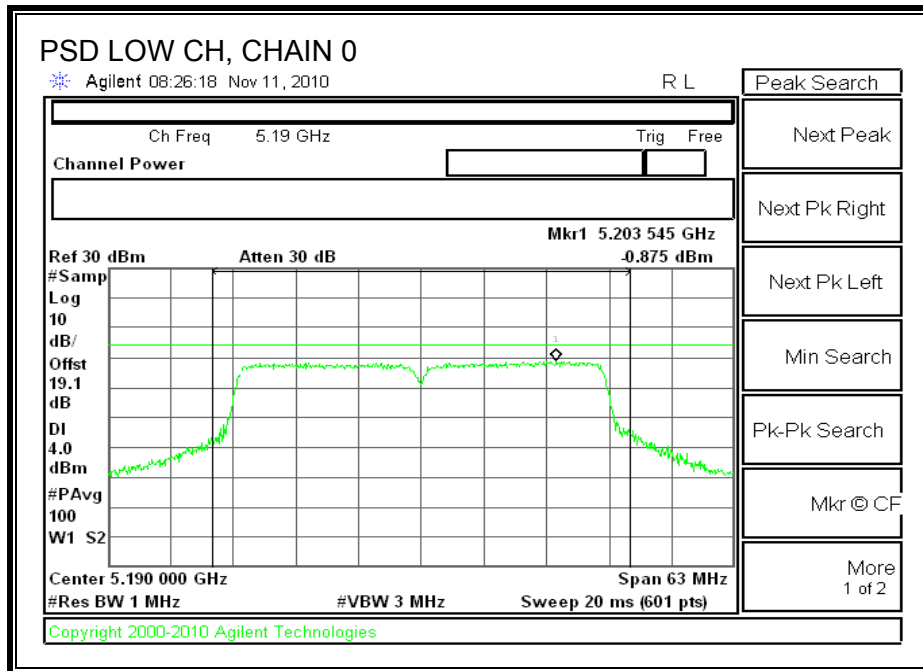 PSD LOW CH, CHAIN 0
Agilent 08:26:18 Nov 11, 2010 R L Peak Search
Ch Freq 5.19 GHz Trig Free
Channel Power
Next Peak
Next Pk Right
Mkr1 5.203 545 GHz
Ref 30 dBm Atten 30 dB -0.875 dBm
#Samp
Log
10
dB/
Offst
19.1
dB
DI
4.0
dBm
#PAvg
100
W1 S2
1
Next Pk Left
Min Search
Pk-Pk Search
Mkr © CF
More
1 of 2
Center 5.190 000 GHz Span 63 MHz
#Res BW 1 MHz #VBW 3 MHz Sweep 20 ms (601 pts)
Copyright 2000-2010 Agilent Technologies